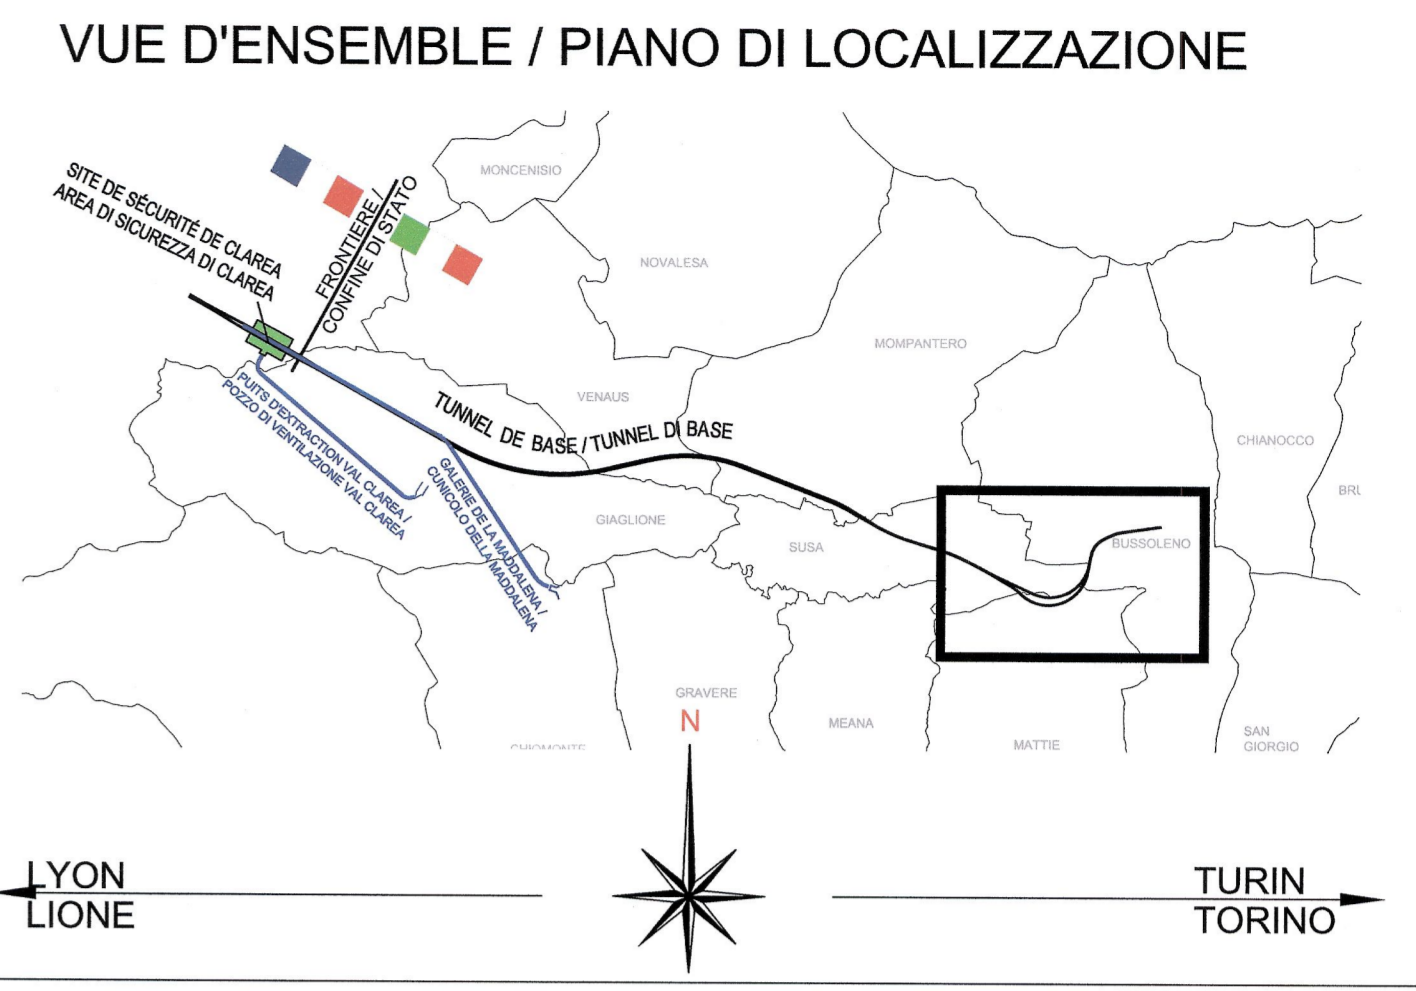 VUE D'ENSEMBLE / PIANO DI LOCALIZZAZIONE
SITE DE SÉCURITÉ DE CLAREA
AREA DI SICUREZZA DI CLAREA
FRONTIERE /
CONFINE DI STATO
MONCENISIO
NOVALESA
MOMPANTERO
VENAUS
TUNNEL DE BASE / TUNNEL DI BASE
PUITS D'EXTRACTION VAL CLAREA /
POZZO DI VENTILAZIONE VAL CLAREA
GALERIE DE LA MADDALENA /
CUNICOLO DELLA MADDALENA
CHIANOCCO
BRU
GIAGLIONE
SUSA
BUSSOLENO
GRAVERE
MEANA
MATTIE
SAN
GIORGIO
CHIOMONTE
N
LYON
LIONE
TURIN
TORINO